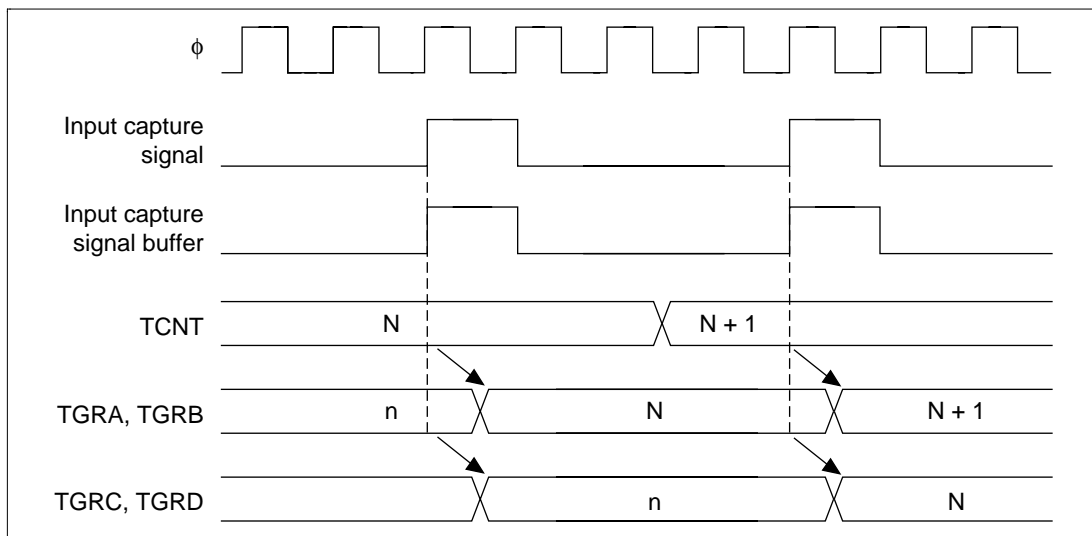 ϕ
Input capture
signal
Input capture
signal buffer
TCNT
N
N + 1
TGRA, TGRB
n
N
N + 1
TGRC, TGRD
n
N